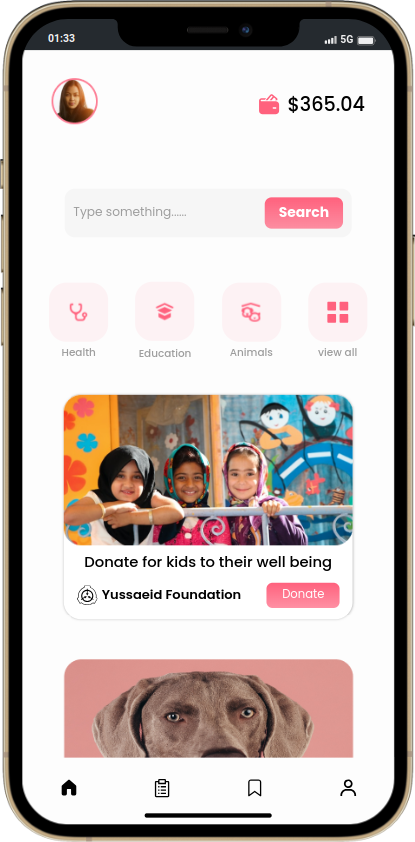 01:33
5G
$365.04
Type something......
Search
Health
Education
Animals
view all
Donate for kids to their well being
Yussaeid Foundation
Donate